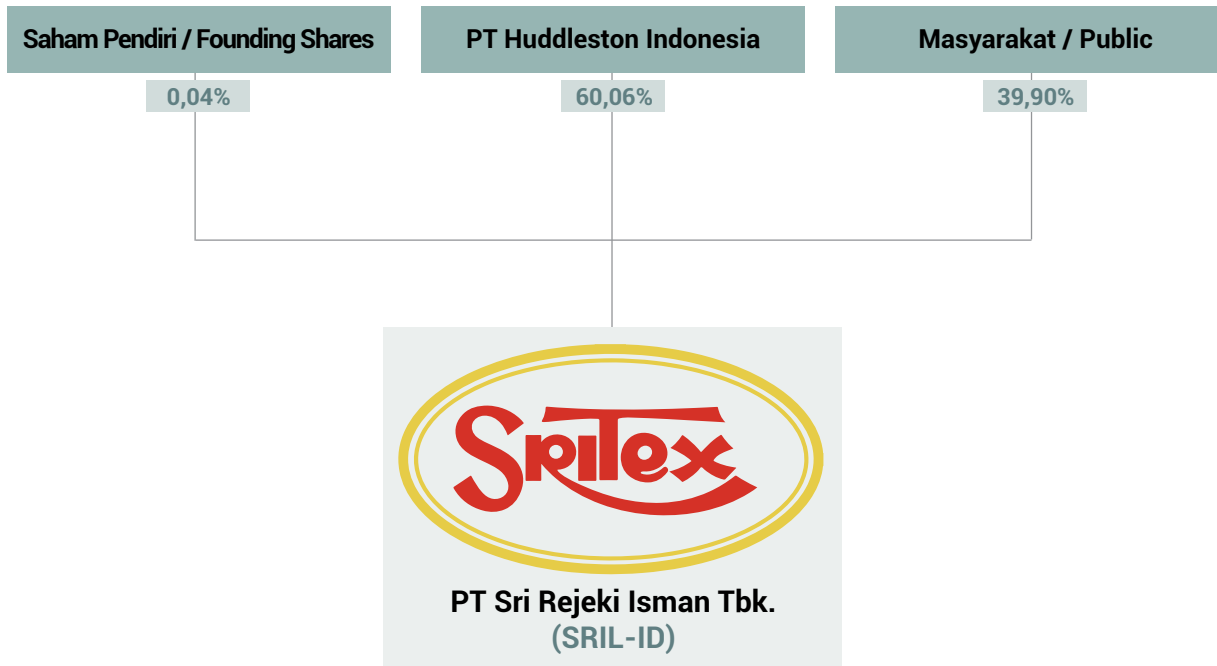 Saham Pendiri / Founding Shares
PT Huddleston Indonesia
Masyarakat / Public
0,04%
60,06%
39,90%
SRITEX
PT Sri Rejeki Isman Tbk.
(SRIL-ID)